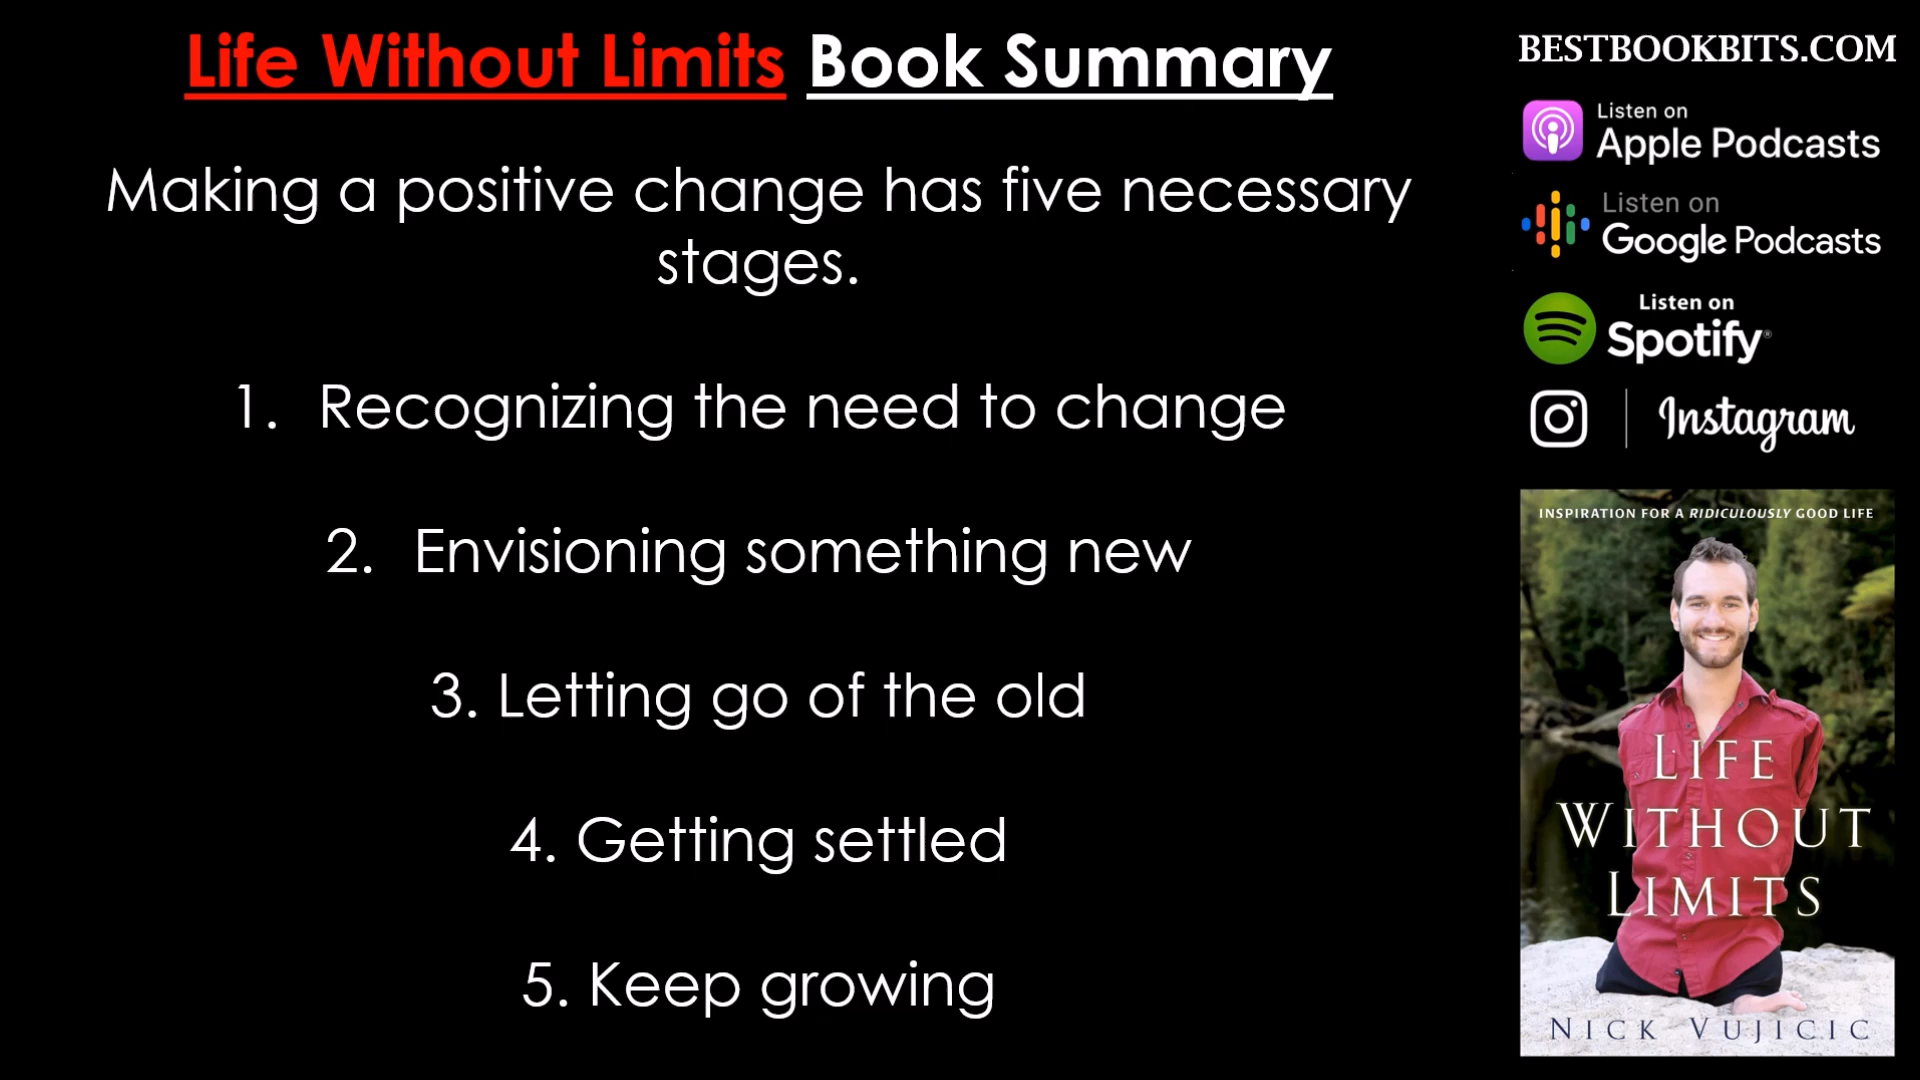 Life Without Limits Book Summary
Making a positive change has five necessary
stages.
1. Recognizing the need to change
2. Envisioning something new
3. Letting go of the old
4. Getting settled
5. Keep growing
BESTBOOKBITS.COM
Listen on
Apple Podcasts
Listen on
Google Podcasts
Listen on
Spotify®
Instagram
INSPIRATION FOR A RIDICULOUSLY GOOD LIFE
LIFE
WITHOUT
LIMITS
NICK VUJICIC